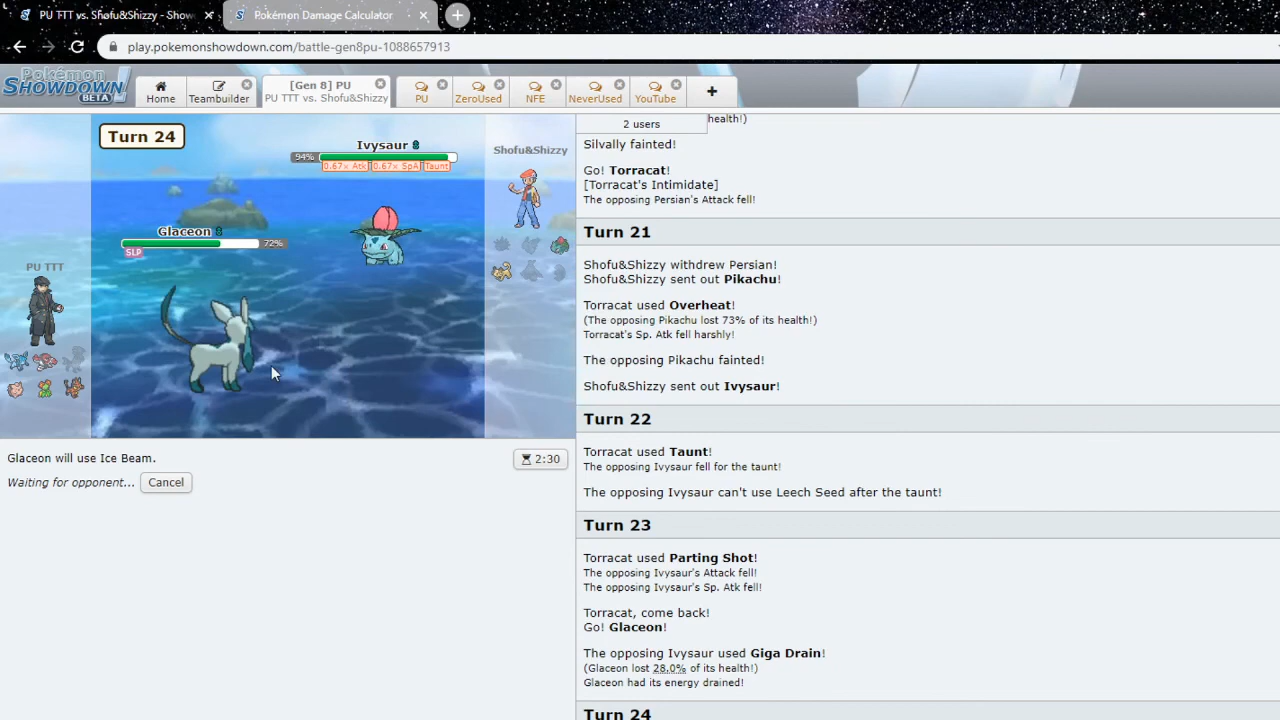 PU TTT vs. Shofu&Shizzy - Show
Pokémon Damage Calculator
play.pokemonshowdown.com/battle-gen8pu-1088657913
Pokémon
SHOWDOWN
BETA
Home
Teambuilder
[Gen 8] PU
PU TTT vs. Shofu&Shizzy
PU
ZeroUsed
NFE
NeverUsed
YouTube
Turn 24
Ivysaur
94%
0.67× Atk 0.67× SpA Taunt
Glaceon
72%
SLP
PU TTT
Shofu&Shizzy
Glaceon will use Ice Beam.
Waiting for opponent... Cancel
2:30
2 users
health!)
Silvally fainted!
Go! Torracat!
[Torracat's Intimidate]
The opposing Persian's Attack fell!
Turn 21
Shofu&Shizzy withdrew Persian!
Shofu&Shizzy sent out Pikachu!
Torracat used Overheat!
(The opposing Pikachu lost 73% of its health!)
Torracat's Sp. Atk fell harshly!
The opposing Pikachu fainted!
Shofu&Shizzy sent out Ivysaur!
Turn 22
Torracat used Taunt!
The opposing Ivysaur fell for the taunt!
The opposing Ivysaur can't use Leech Seed after the taunt!
Turn 23
Torracat used Parting Shot!
The opposing Ivysaur's Attack fell!
The opposing Ivysaur's Sp. Atk fell!
Torracat, come back!
Go! Glaceon!
The opposing Ivysaur used Giga Drain!
(Glaceon lost 28.0% of its health!)
Glaceon had its energy drained!
Turn 24